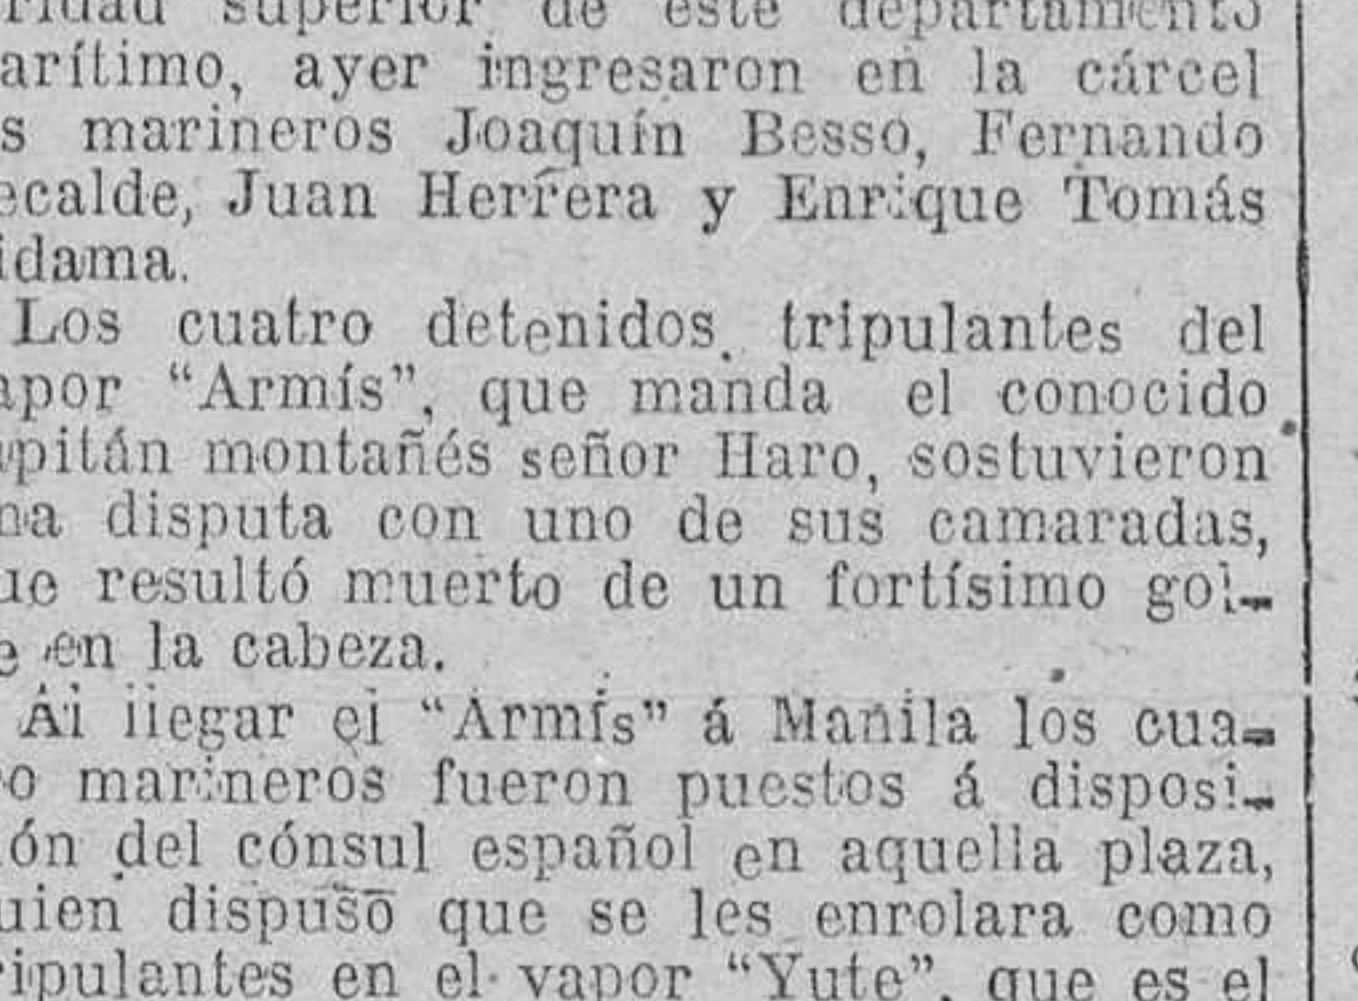 ridad superior de este departamento
arítimo, ayer ingresaron en la cárcel
s marineros Joaquín Besso, Fernando
ecalde, Juan Herrera y Enrique Tomás
idama.
Los cuatro detenidos, tripulantes del
apor “Armís”, que manda el conocido
apitán montañés señor Haro, sostuvieron
na disputa con uno de sus camaradas,
ue resultó muerto de un fortísimo gol-
e en la cabeza.
Al llegar el “Armís” á Manila los cua-
o marineros fueron puestos á disposi-
ión del cónsul español en aquella plaza,
uien dispuso que se les enrolara como
ripulantes en el vapor “Yute”, que es el